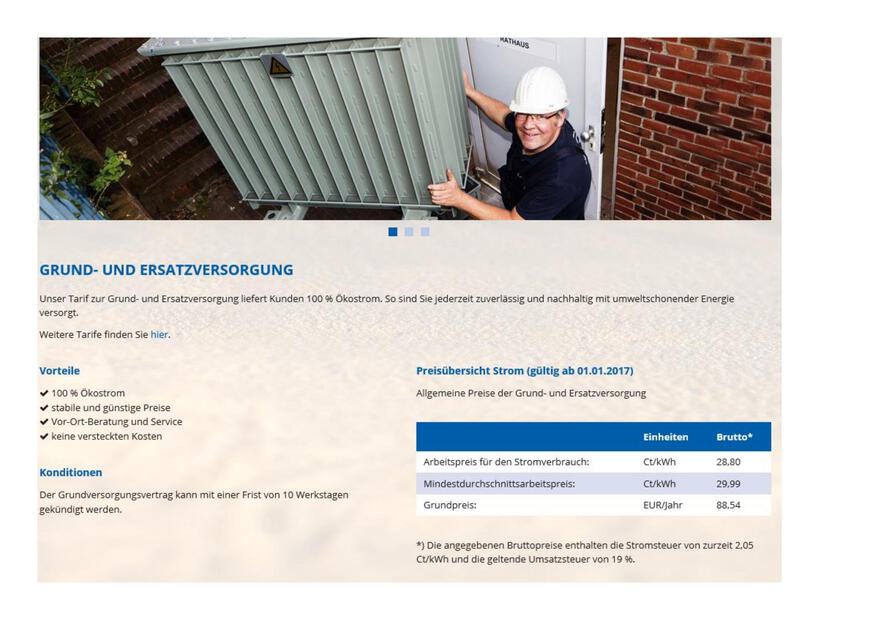 RATHAUS
GRUND- UND ERSATZVERSORGUNG
Unser Tarif zur Grund- und Ersatzversorgung liefert Kunden 100 % Ökostrom. So sind Sie jederzeit zuverlässig und nachhaltig mit umweltschonender Energie
versorgt.
Weitere Tarife finden Sie hier.
Vorteile
✔ 100 % Ökostrom
✔ stabile und günstige Preise
✔ Vor-Ort-Beratung und Service
✔ keine versteckten Kosten
Konditionen
Der Grundversorgungsvertrag kann mit einer Frist von 10 Werkstagen
gekündigt werden.
Preisübersicht Strom (gültig ab 01.01.2017)
Allgemeine Preise der Grund- und Ersatzversorgung
Einheiten Brutto*
Arbeitspreis für den Stromverbrauch: Ct/kWh 28,80
Mindestdurchschnittsarbeitspreis: Ct/kWh 29,99
Grundpreis: EUR/Jahr 88,54
*) Die angegebenen Bruttopreise enthalten die Stromsteuer von zurzeit 2,05
Ct/kWh und die geltende Umsatzsteuer von 19 %.